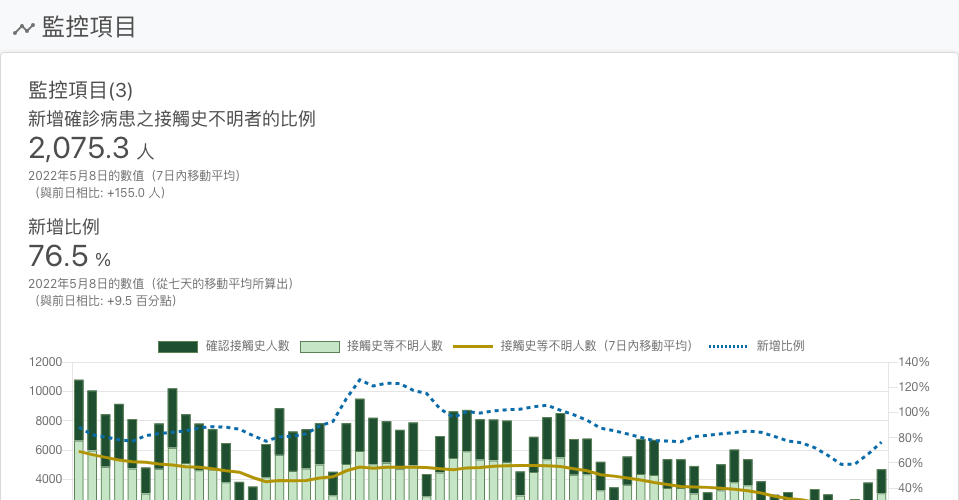 監控項目
監控項目(3)
新增確診病患之接觸史不明者的比例
2,075.3 人
2022年5月8日的數值（7日內移動平均）
（與前日相比: +155.0 人）
新增比例
76.5 %
2022年5月8日的數值（從七天的移動平均所算出）
（與前日相比: +9.5 百分點）
確認接觸史人數 接觸史等不明人數 接觸史等不明人數（7日內移動平均） 新增比例
12000 140%
10000 120%
8000 100%
6000 80%
4000 60%
40%